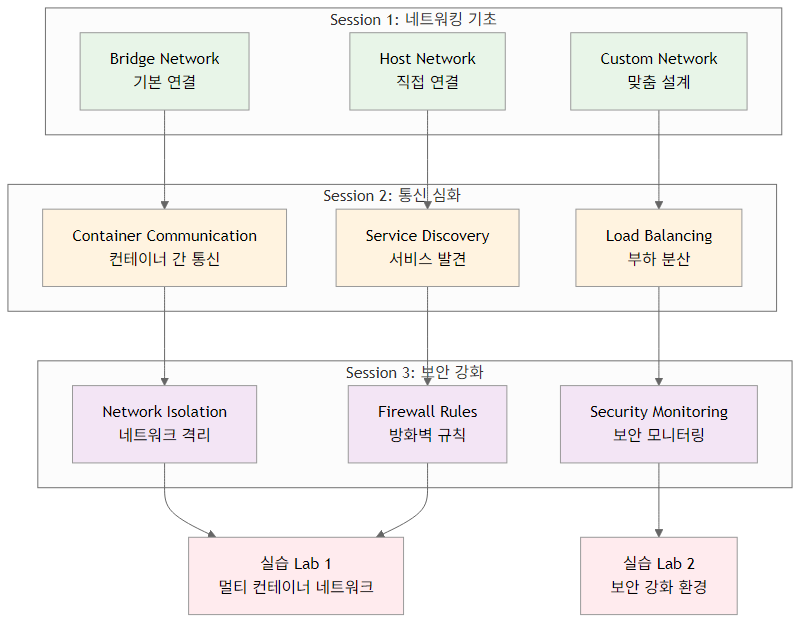 Session 1: 네트워킹 기초
Bridge Network
기본 연결
Host Network
직접 연결
Custom Network
맞춤 설계
Session 2: 통신 심화
Container Communication
컨테이너 간 통신
Service Discovery
서비스 발견
Load Balancing
부하 분산
Session 3: 보안 강화
Network Isolation
네트워크 격리
Firewall Rules
방화벽 규칙
Security Monitoring
보안 모니터링
실습 Lab 1
멀티 컨테이너 네트워크
실습 Lab 2
보안 강화 환경